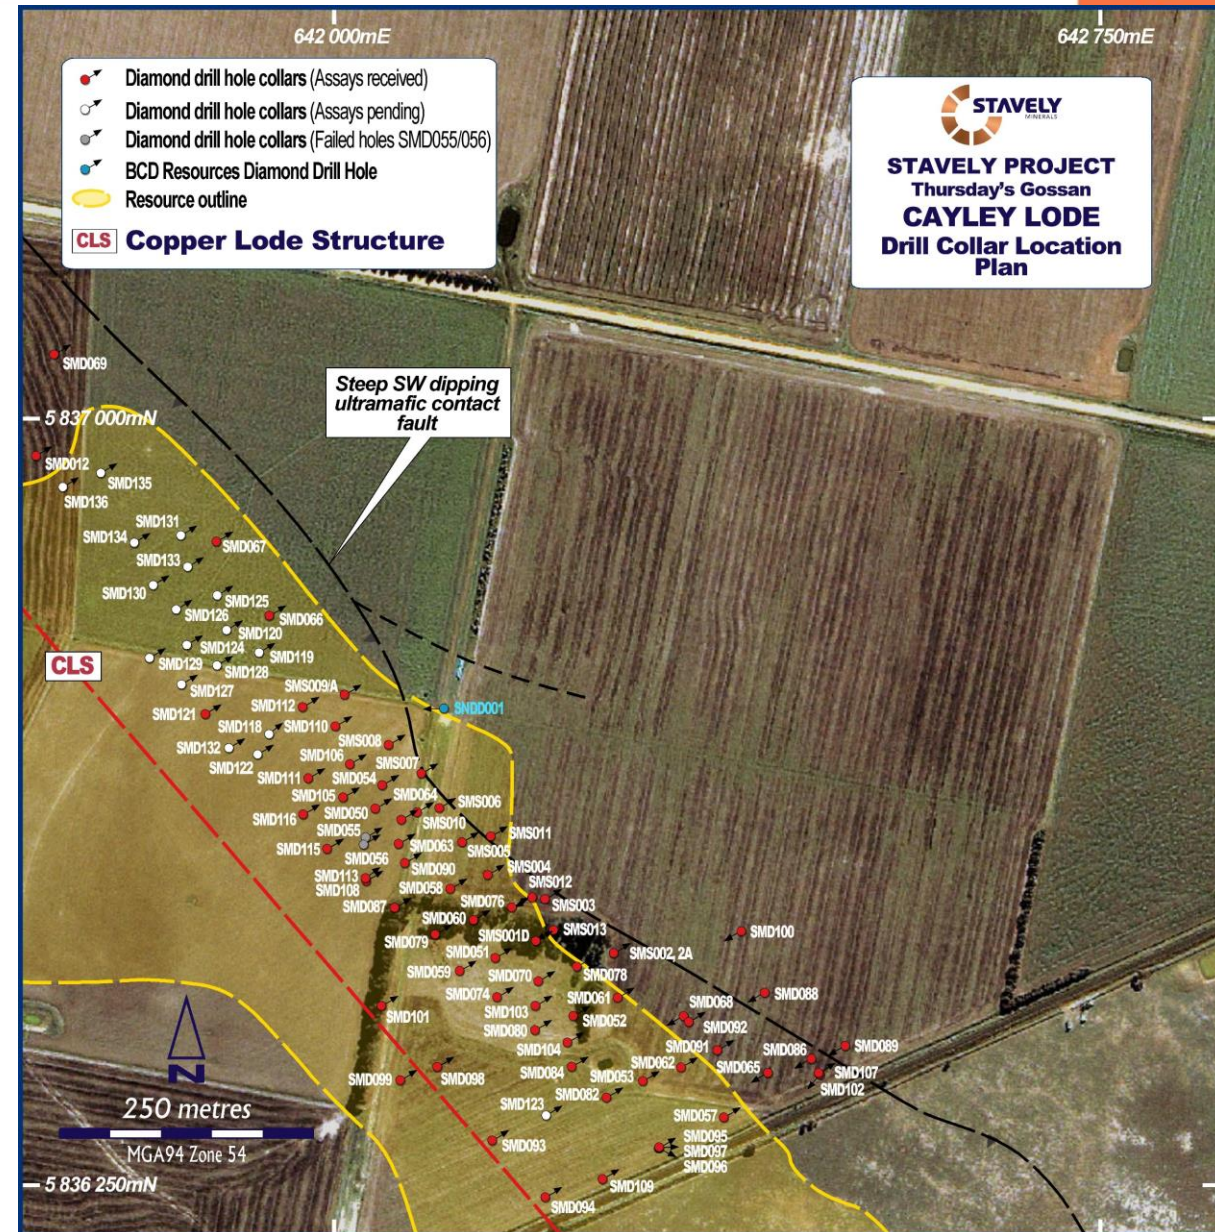 642 000mE
642 750mE
Diamond drill hole collars (Assays received)
Diamond drill hole collars (Assays pending)
Diamond drill hole collars (Failed holes SMD055/056)
BCD Resources Diamond Drill Hole
Resource outline
CLS Copper Lode Structure
STAVELY
MINERALS
STAVELY PROJECT
Thursday's Gossan
CAYLEY LODE
Drill Collar Location
Plan
SMD069
Steep SW dipping
ultramafic contact
fault
5 837 000mN
SMD012
SMD135
SMD136
SMD131
SMD134
SMD067
SMD133
SMD130
SMD125
SMD126
SMD066
SMD120
SMD124
SMD119
CLS
SMD129
SMD128
SMD127
SMS009/A
SMD112
SNDD001
SMD121
SMD118
SMD110
SMS008
SMD132
SMD106
SMS007
SMD122
SMD111
SMD054
SMD105
SMD064
SMD116
SMD050
SMS006
SMS010
SMD055
SMS011
SMD115
SMD056
SMD063
SMS005
SMD090
SMS004
SMD113
SMD108
SMD058
SMS012
SMD087
SMD076
SMS003
SMD060
SMD079
SMS001D
SMS013
SMD100
SMD051
SMS002, 2A
SMD059
SMD070
SMD078
SMD074
SMD061
SMD068
SMD088
SMD101
SMD103
SMD052
SMD092
SMD080
SMD104
SMD091
SMD086
SMD089
SMD099
SMD098
SMD084
SMD062
SMD053
SMD065
SMD107
SMD102
SMD082
SMD123
SMD057
250 metres
SMD095
SMD093
SMD097
SMD096
MGA94 Zone 54
N
5 836 250mN
SMD109
SMD094